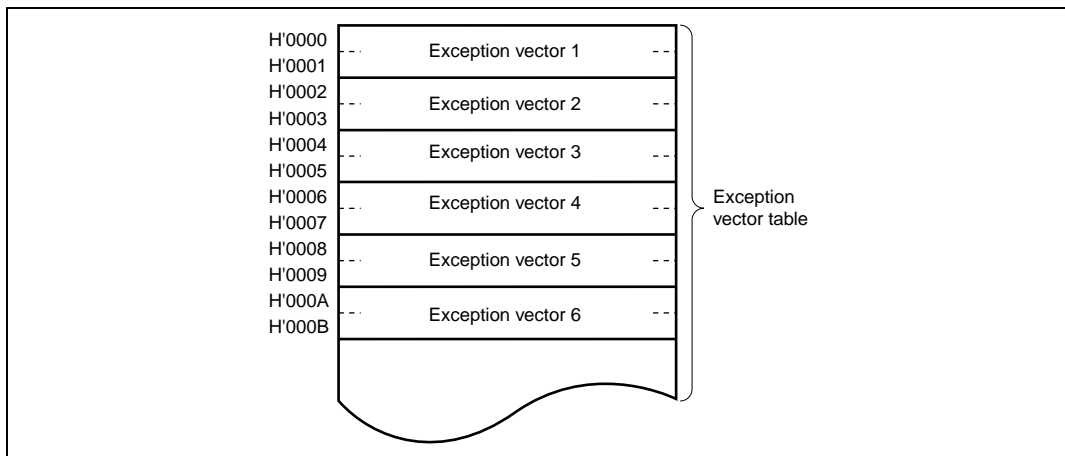 H'0000
Exception vector 1
H'0001
H'0002
Exception vector 2
H'0003
H'0004
Exception vector 3
H'0005
H'0006
Exception vector 4
H'0007
H'0008
Exception vector 5
H'0009
H'000A
Exception vector 6
H'000B
Exception
vector table